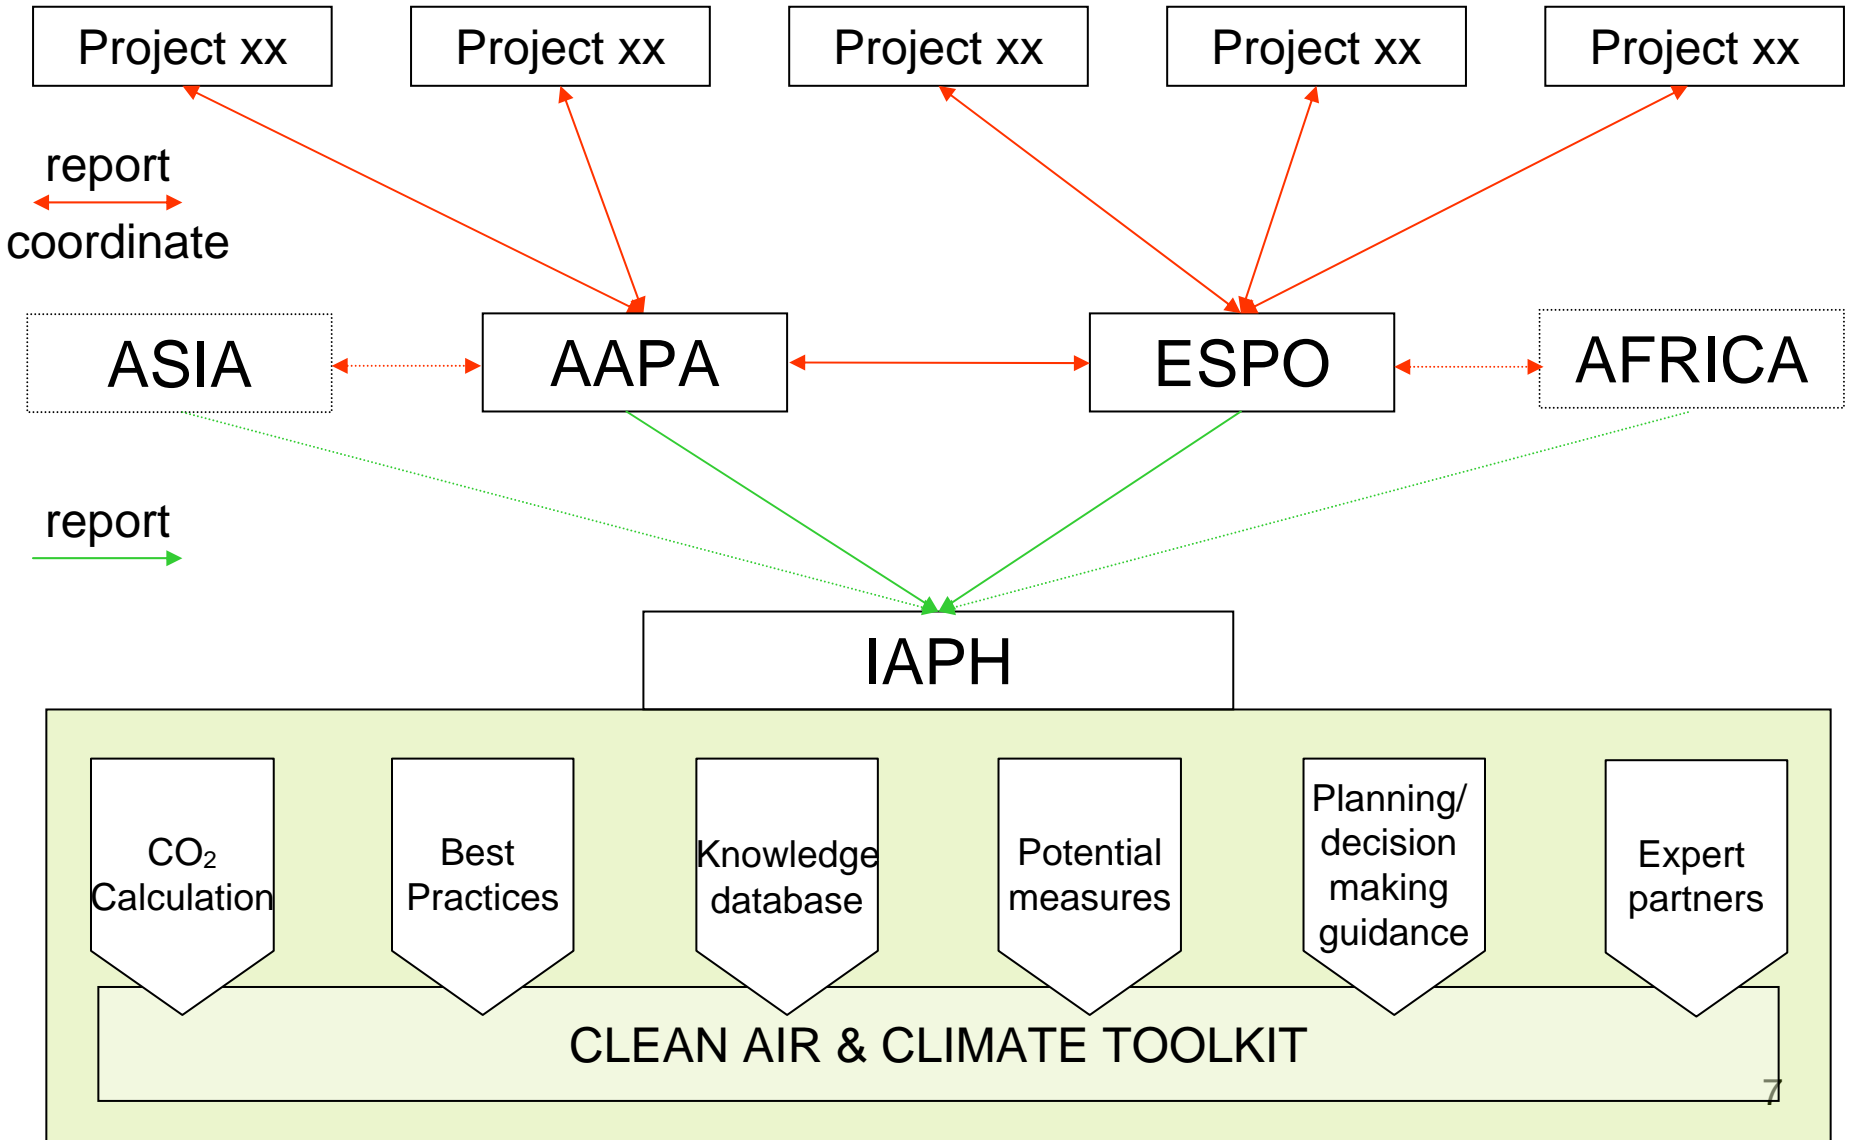 Project xx
Project xx
Project xx
Project xx
Project xx
report
coordinate
ASIA
AAPA
ESPO
AFRICA
report
IAPH
CO₂
Calculation
Best
Practices
Knowledge
database
Potential
measures
Planning/
decision
making
guidance
Expert
partners
CLEAN AIR & CLIMATE TOOLKIT
7